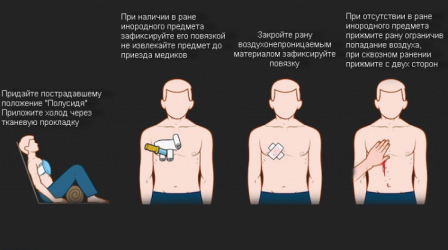 Придайте пострадавшему
положение "Полусидя"
Приложите холод через
тканевую прокладку
При наличии в ране
инородного предмета
зафиксируйте его повязкой
не извлекайте предмет до
приезда медиков
Закройте рану
воздухонепроницаемым
материалом зафиксируйте
повязку
При отсутствии в ране
инородного предмета
прижмите рану ограничив
попадание воздуха,
при сквозном ранении
прижмите с двух сторон